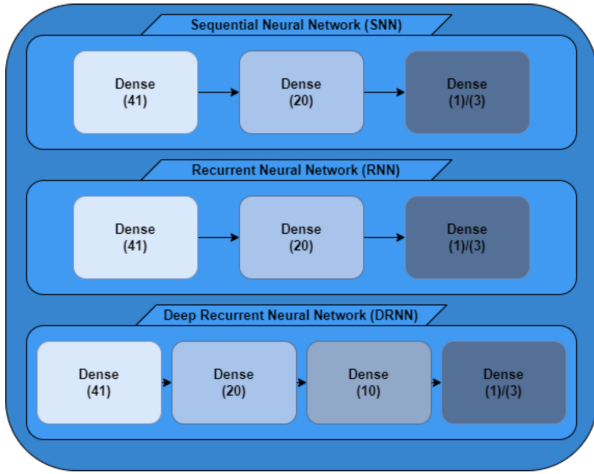 Sequential Neural Network (SNN)
Dense
(41)
Dense
(20)
Dense
(1)/(3)
Recurrent Neural Network (RNN)
Dense
(41)
Dense
(20)
Dense
(1)/(3)
Deep Recurrent Neural Network (DRNN)
Dense
(41)
Dense
(20)
Dense
(10)
Dense
(1)/(3)